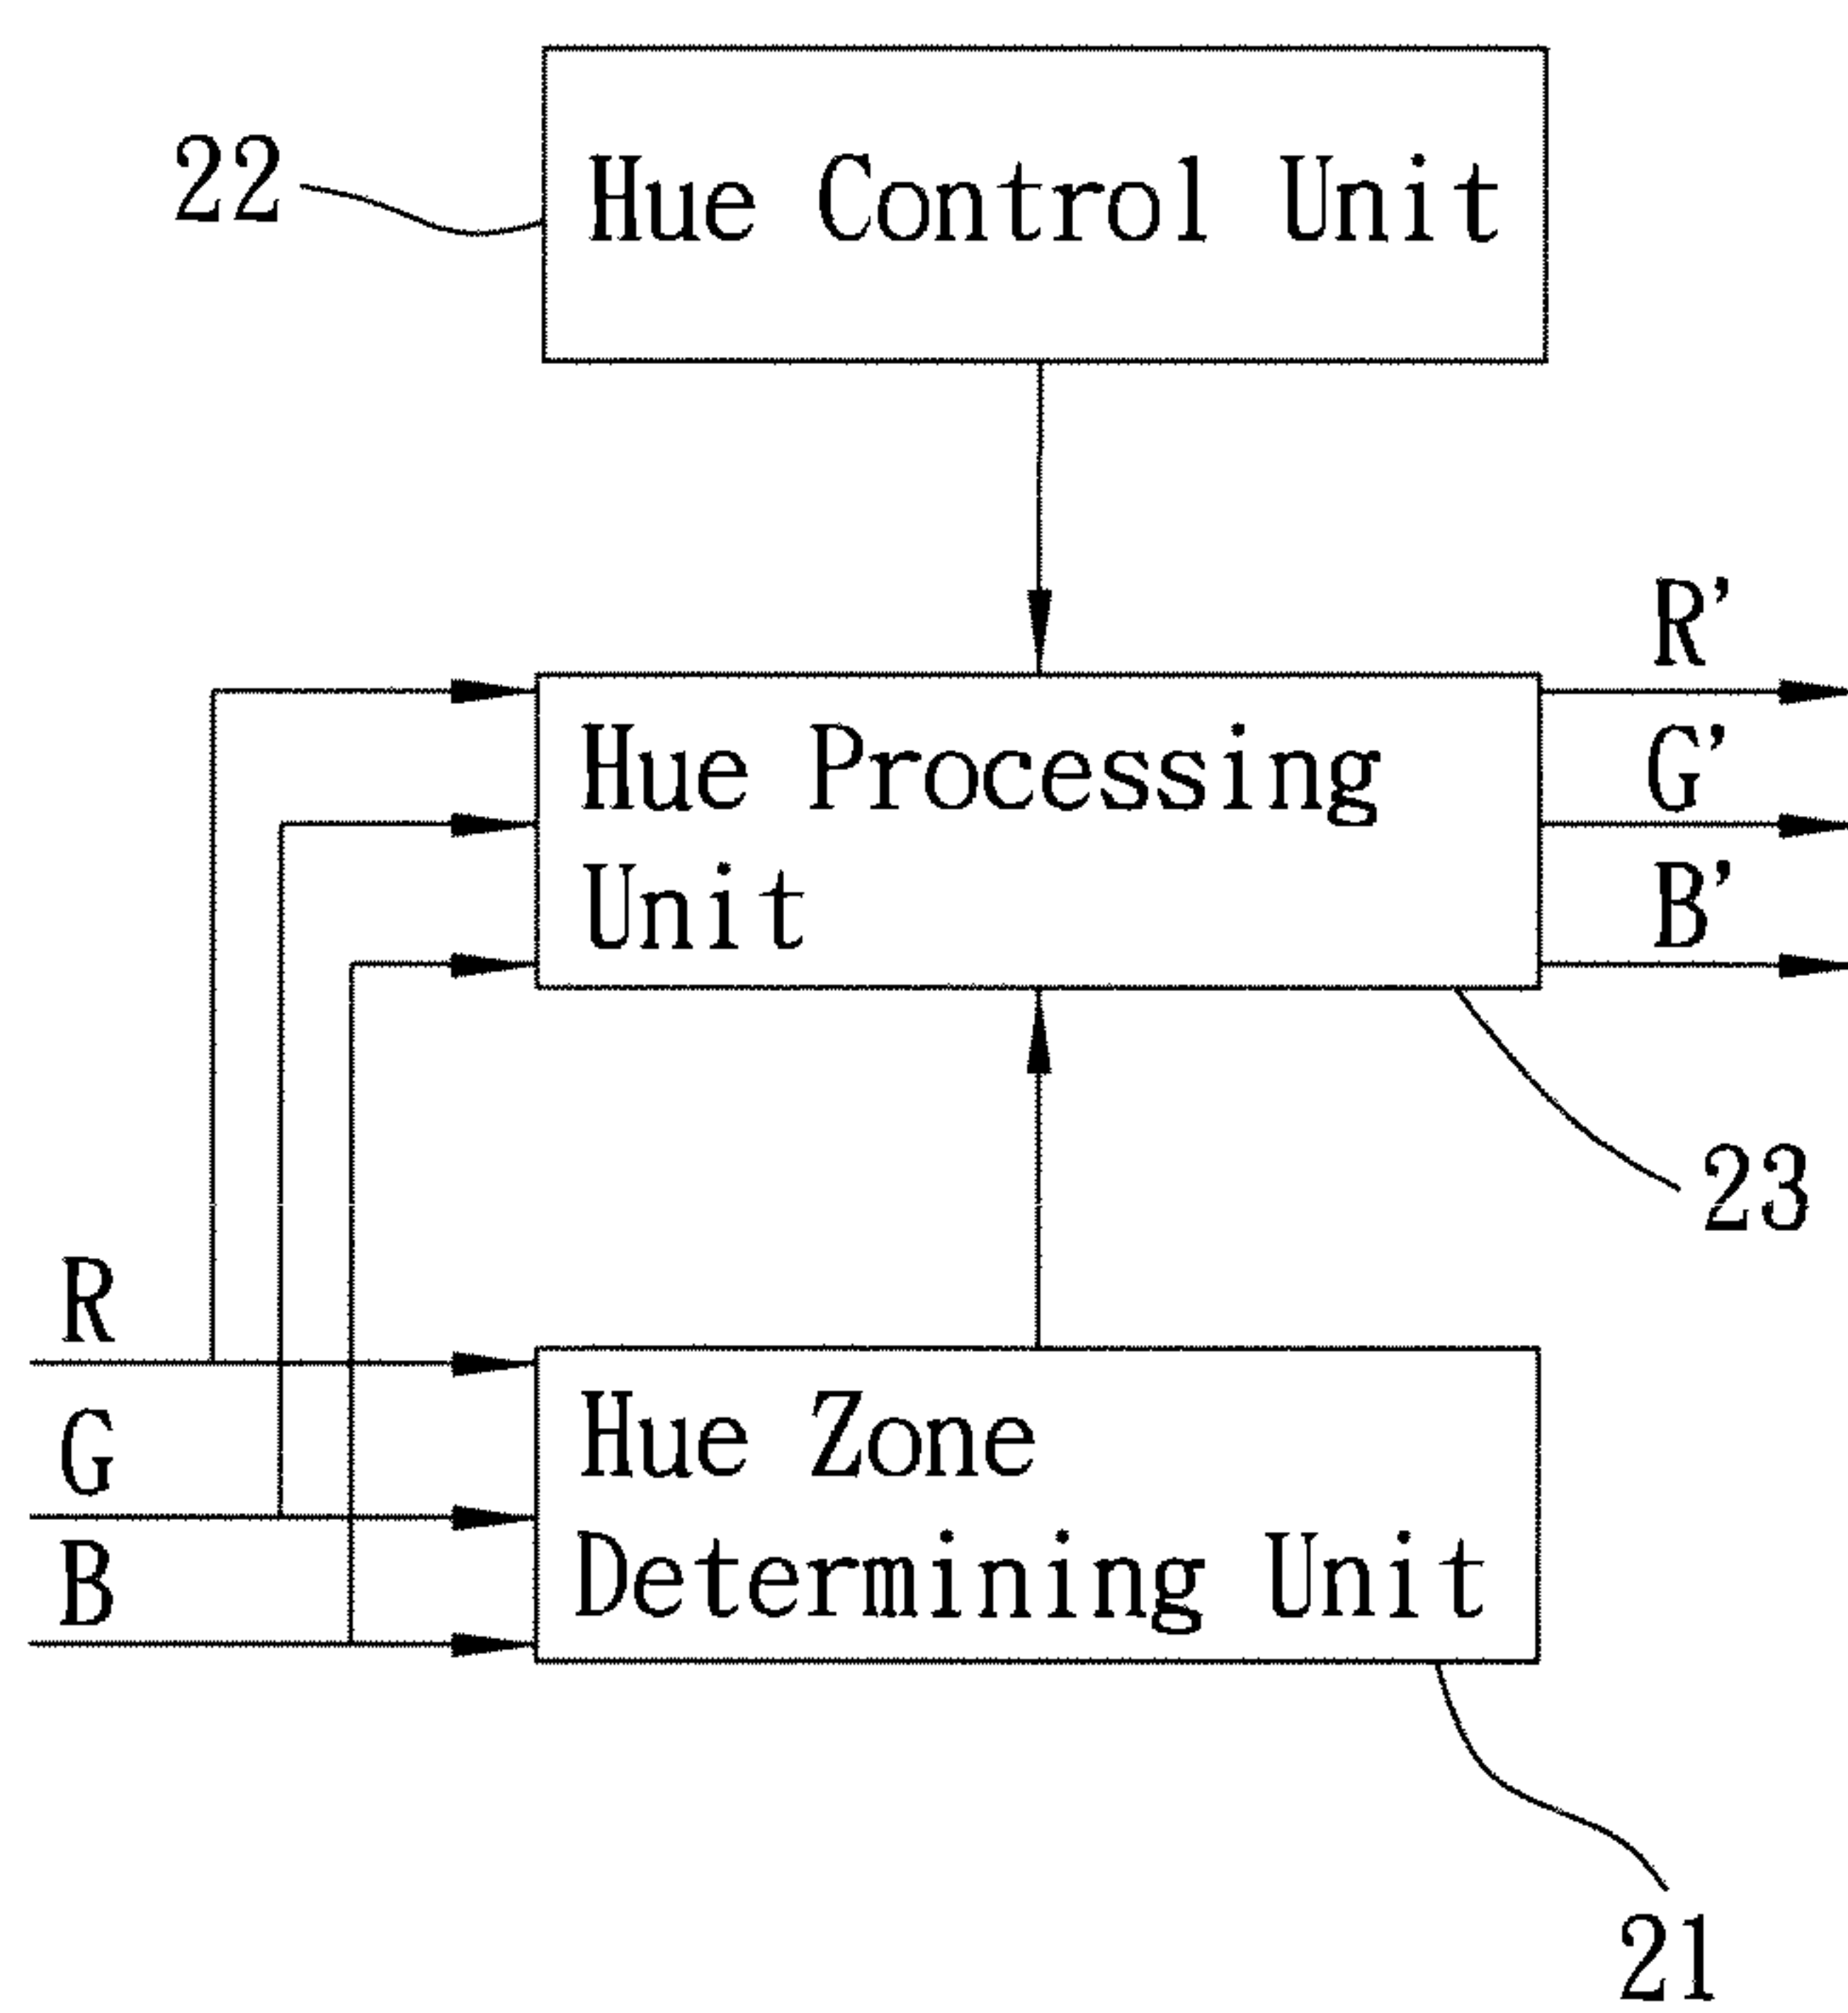 22
Hue Control Unit
R'
Hue Processing
G'
Unit
B'
23
R
Hue Zone
G
Determining Unit
B
21